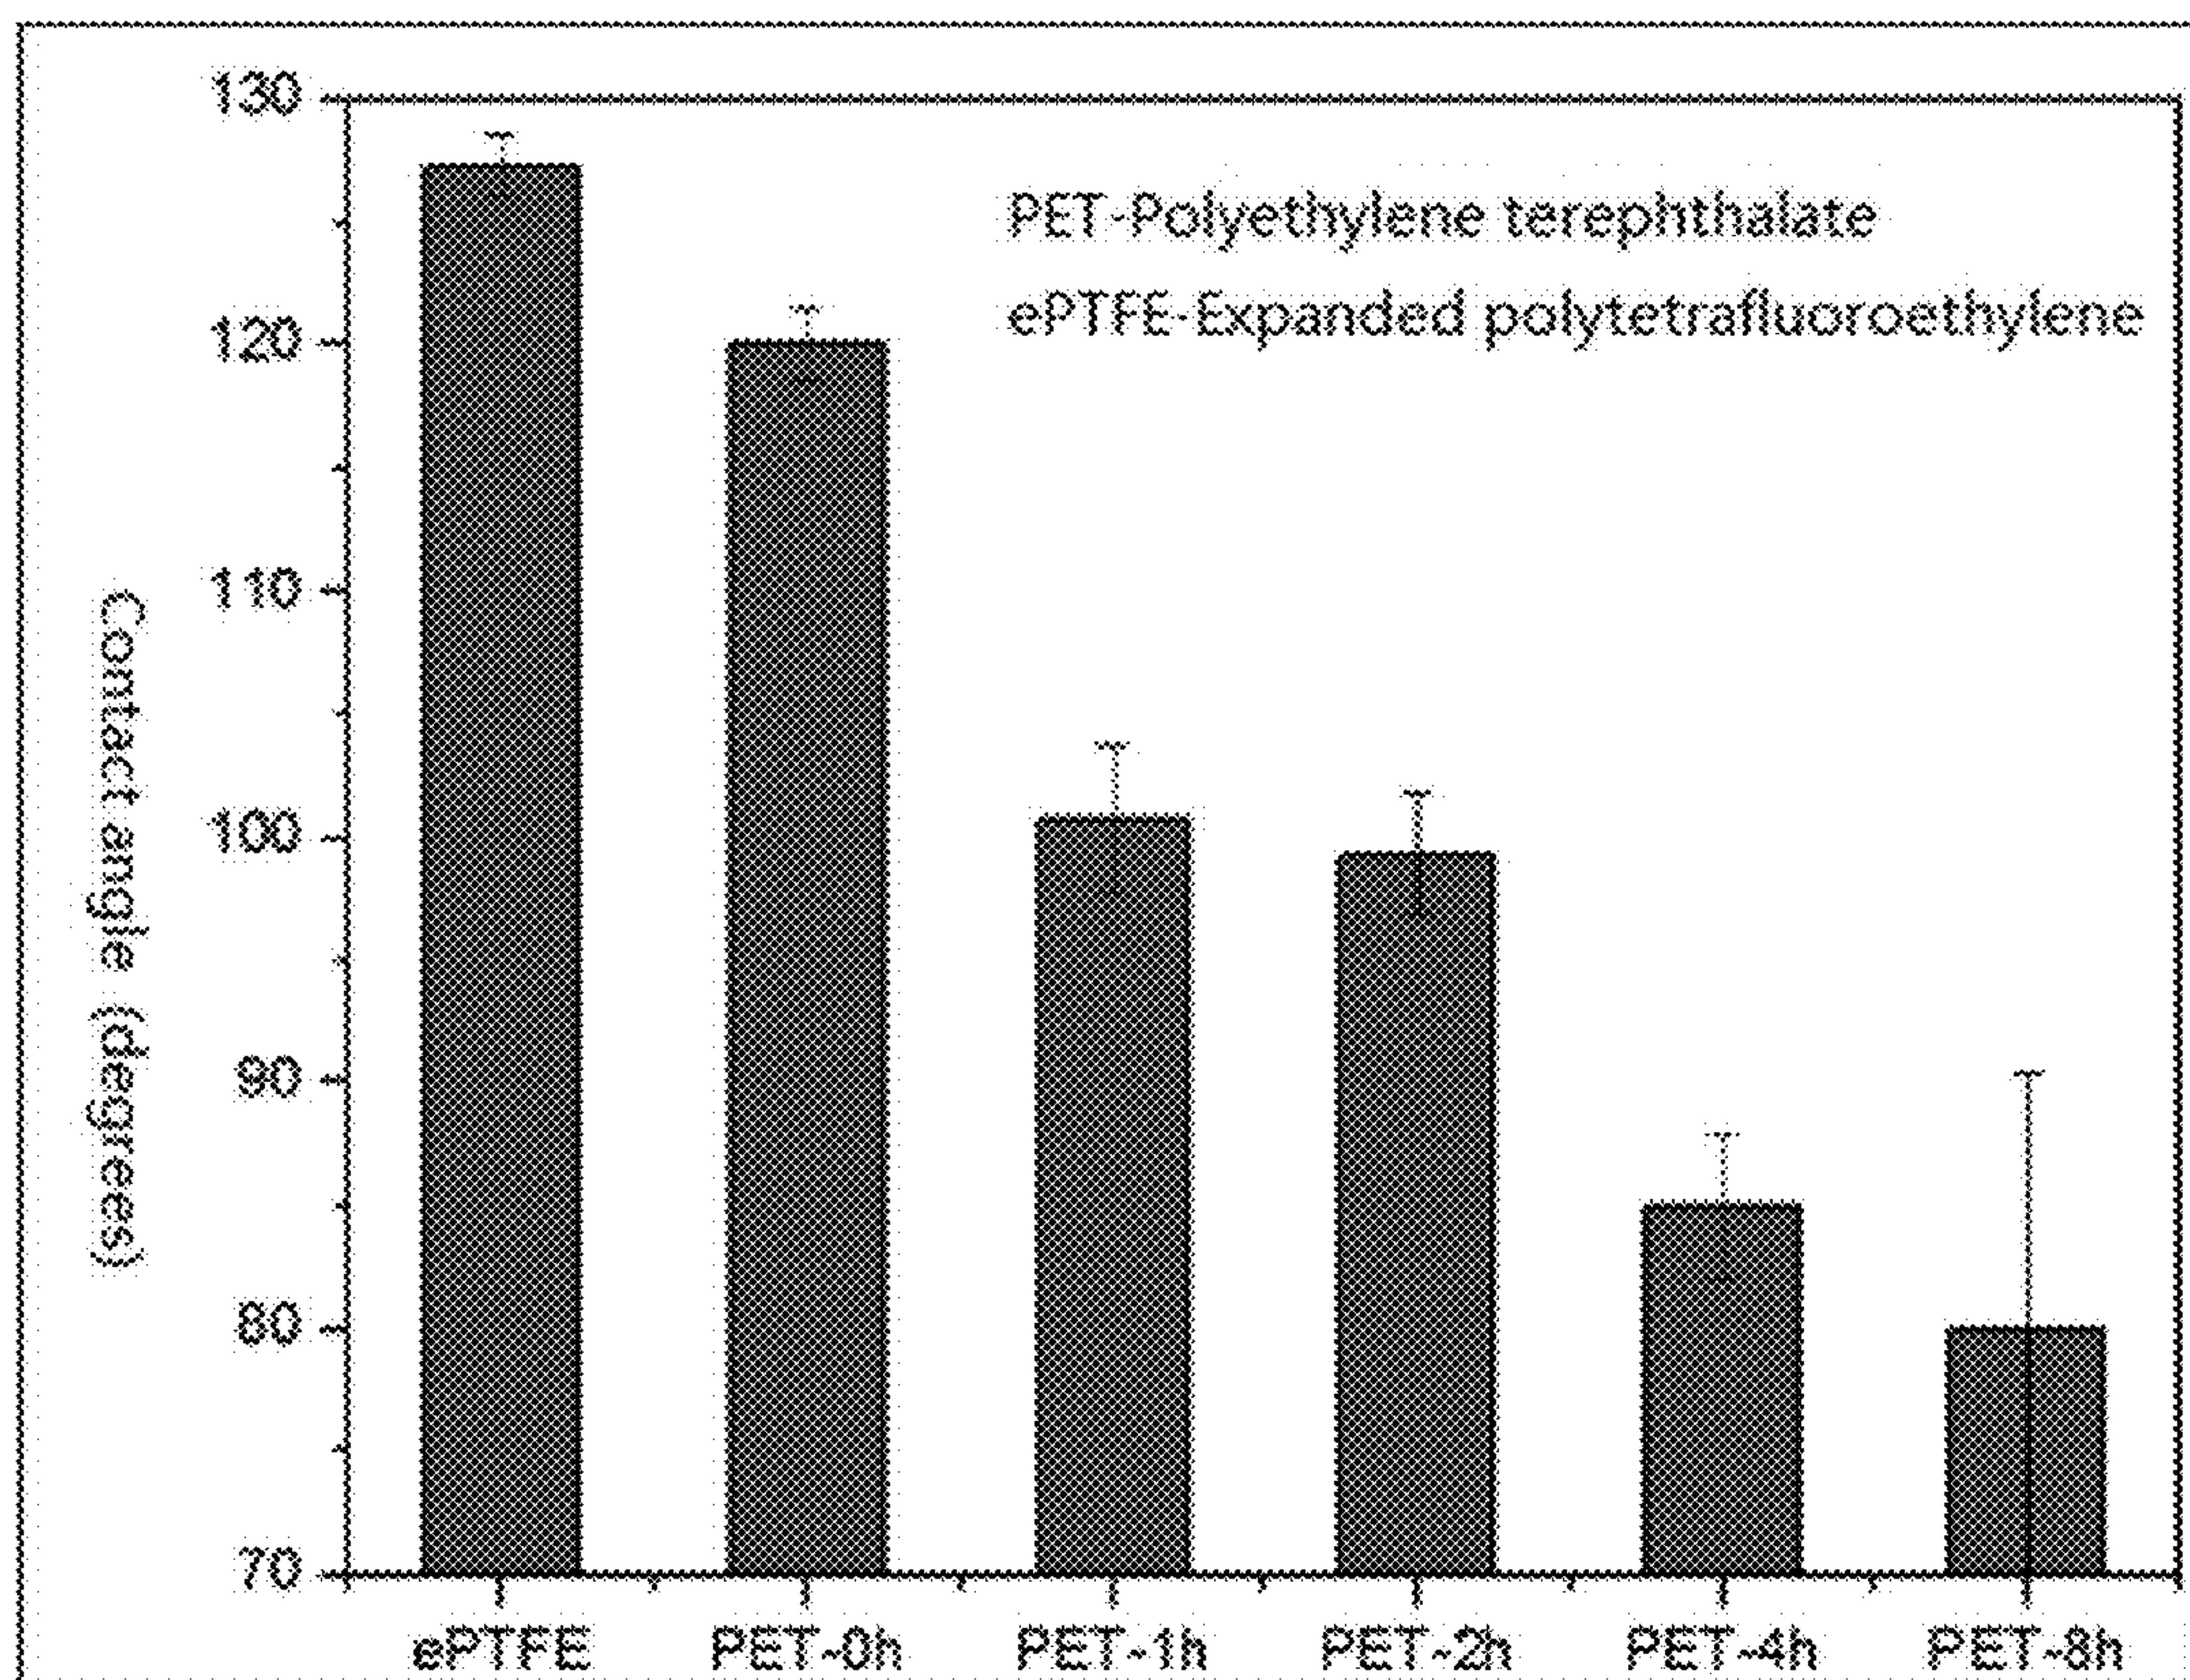 130
120
110
100
90
80
70
Contact angle (degrees)
PET-Polyethylene terephthalate
ePTFE-Expanded polytetrafluoroethylene
ePTFE PET-0h PET-1h PET-2h PET-4h PET-8h